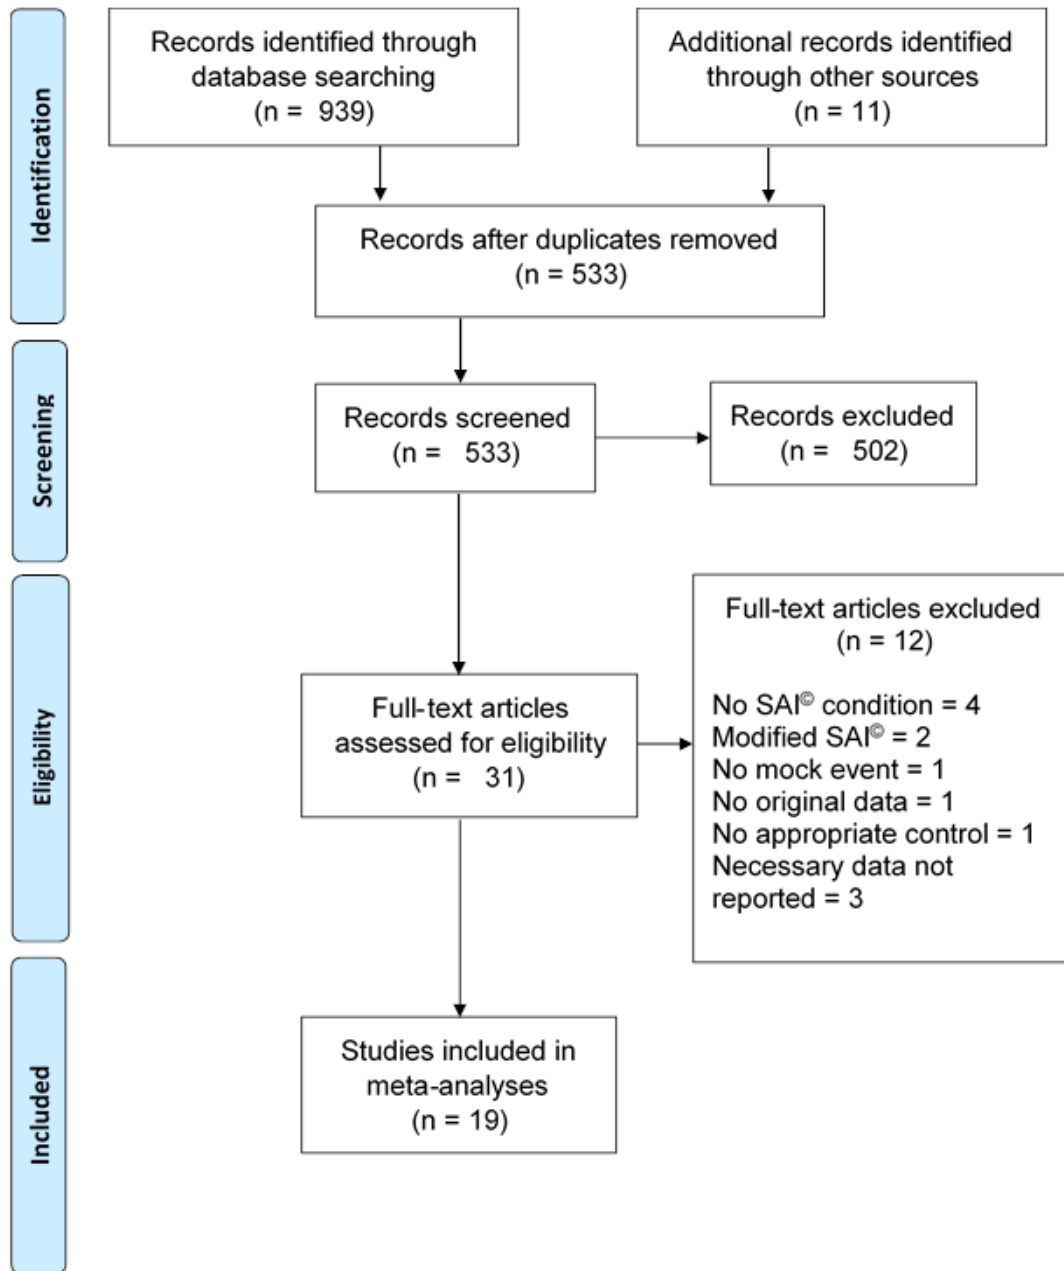 Identification
Records identified through
database searching
(n = 939)
Additional records identified
through other sources
(n = 11)
Records after duplicates removed
(n = 533)
Screening
Records screened
(n = 533)
Records excluded
(n = 502)
Eligibility
Full-text articles
assessed for eligibility
(n = 31)
Full-text articles excluded
(n = 12)
No SAI© condition = 4
Modified SAI© = 2
No mock event = 1
No original data = 1
No appropriate control = 1
Necessary data not
reported = 3
Included
Studies included in
meta-analyses
(n = 19)